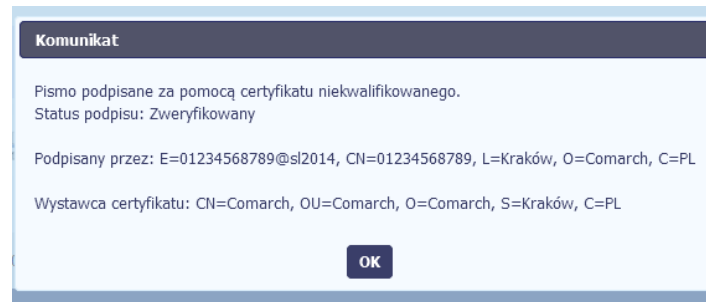 Komunikat
Pismo podpisane za pomocą certyfikatu niekwalifikowanego.
Status podpisu: Zweryfikowany
Podpisany przez: E=01234568789@sl2014, CN=01234568789, L=Kraków, O=Comarch, C=PL
Wystawca certyfikatu: CN=Comarch, OU=Comarch, O=Comarch, S=Kraków, C=PL
OK